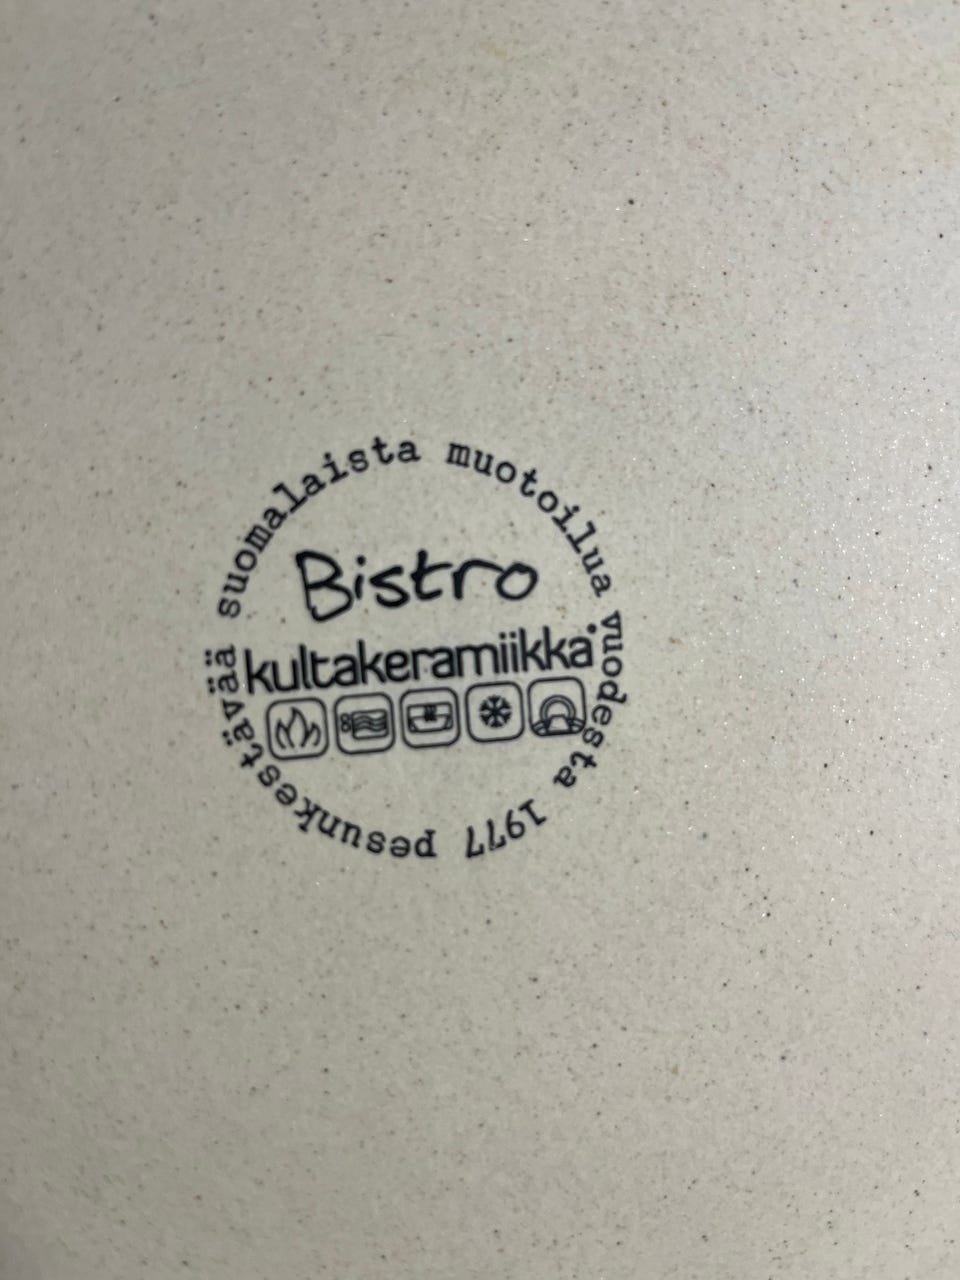 pesunkestävää suomalaista muotoilua vuodesta 1977
Bistro
kultakeramiikka